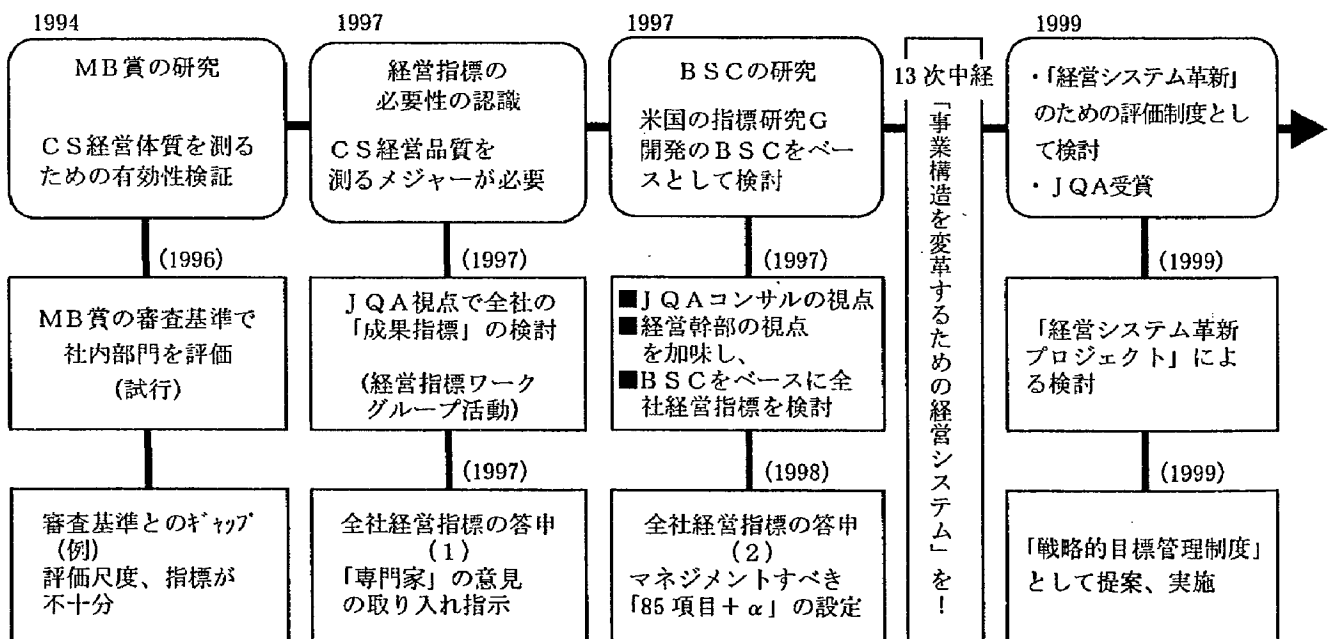 1994
MB賞の研究
CS経営体質を測る
ための有効性検証
(1996)
MB賞の審査基準で
社内部門を評価
(試行)
審査基準とのギャップ
(例)
評価尺度、指標が
不十分
1997
経営指標の
必要性の認識
CS経営品質を
測るメジャーが必要
(1997)
JQA視点で全社の
「成果指標」の検討
(経営指標ワーク
グループ活動)
(1997)
全社経営指標の答申
(1)
「専門家」の意見
の取り入れ指示
1997
BSCの研究
米国の指標研究G
開発のBSCをベー
スとして検討
(1997)
■JQAコンサルの視点
■経営幹部の視点
を加味し、
■BSCをベースに全
社経営指標を検討
(1998)
全社経営指標の答申
(2)
マネジメントすべき
「85項目+α」の設定
13次中経
「事業構造を変革するための経営システム」を!
1999
・「経営システム革新」
のための評価制度とし
て検討
・JQA受賞
(1999)
「経営システム革新
プロジェクト」によ
る検討
(1999)
「戦略的目標管理制度」
として提案、実施